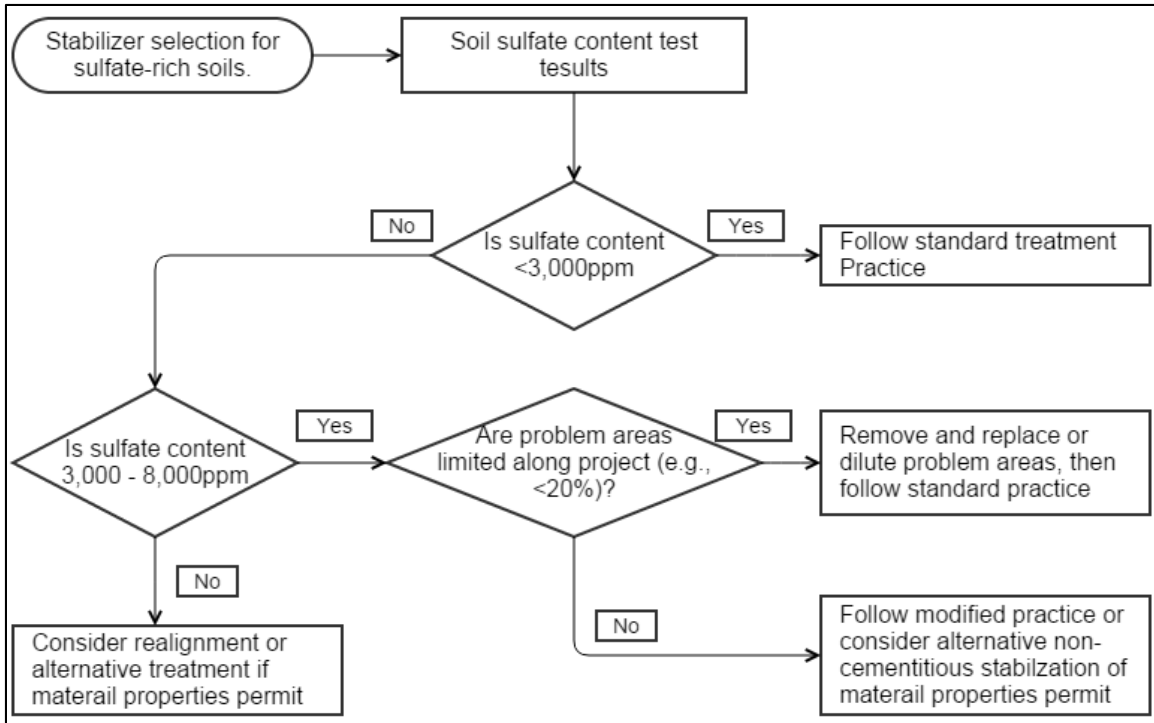 Stabilizer selection for
sulfate-rich soils.
Soil sulfate content test
tesults
No
Is sulfate content
<3,000ppm
Yes
Follow standard treatment
Practice
Is sulfate content
3,000 - 8,000ppm
Yes
Are problem areas
limited along project (e.g.,
<20%)?
Yes
Remove and replace or
dilute problem areas, then
follow standard practice
No
Consider realignment or
alternative treatment if
materail properties permit
No
Follow modified practice or
consider alternative non-
cementitious stabilzation of
materail properties permit